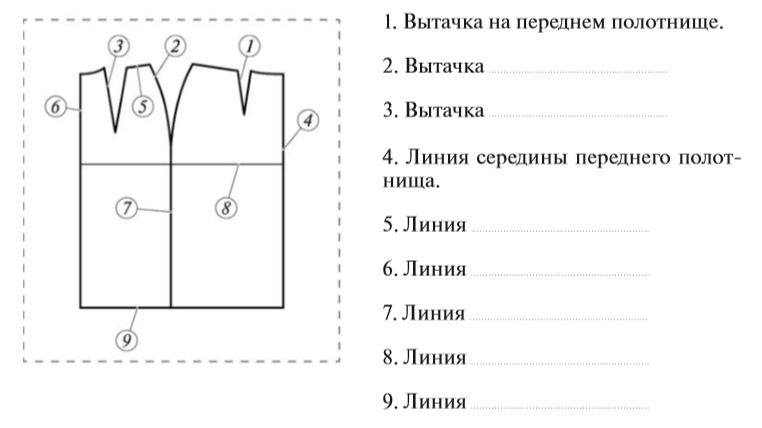 3
2
1
6
5
4
7
8
9
1. Вытачка на переднем полотнище.
2. Вытачка
3. Вытачка
4. Линия середины переднего полот-
нища.
5. Линия
6. Линия
7. Линия
8. Линия
9. Линия